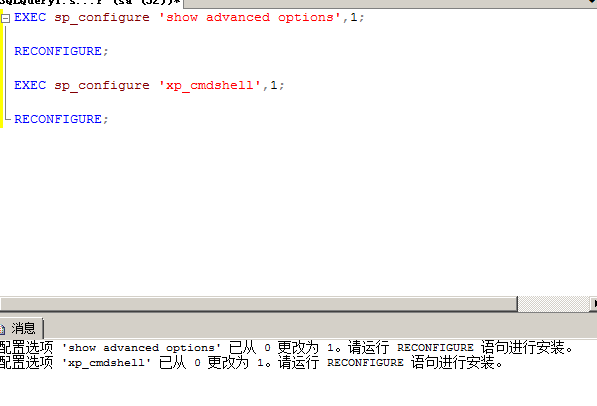 EXEC sp_configure 'show advanced options',1;
RECONFIGURE;
EXEC sp_configure 'xp_cmdshell',1;
RECONFIGURE;
消息
配置选项 'show advanced options' 已从 0 更改为 1。请运行 RECONFIGURE 语句进行安装。
配置选项 'xp_cmdshell' 已从 0 更改为 1。请运行 RECONFIGURE 语句进行安装。